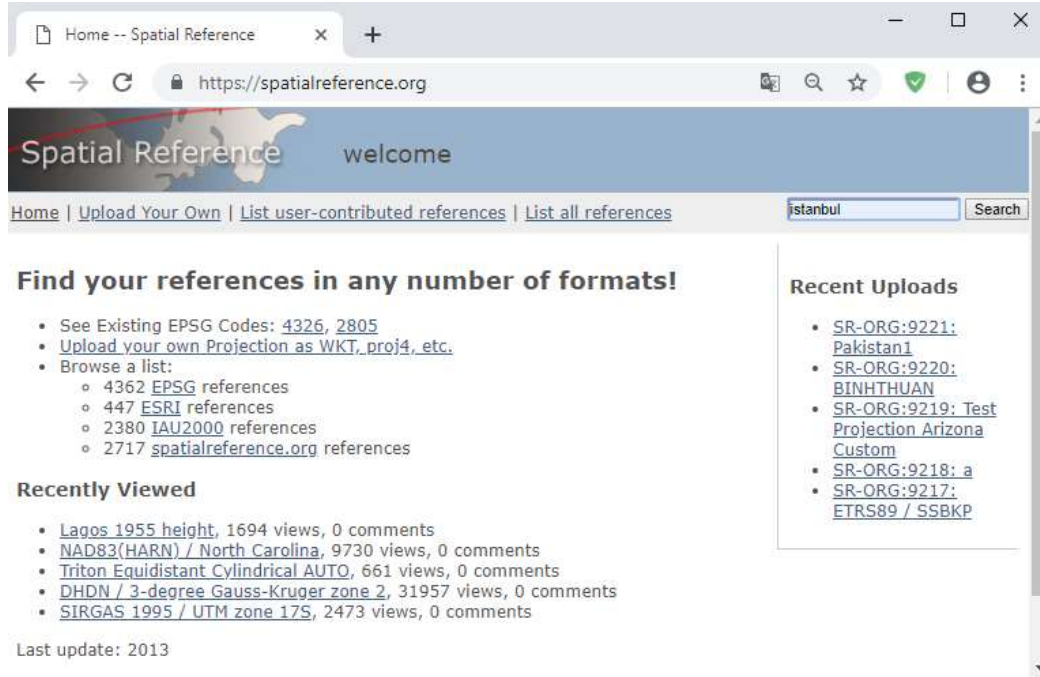 Home -- Spatial Reference
https://spatialreference.org
Spatial Reference welcome
Home | Upload Your Own | List user-contributed references | List all references
istanbul
Search
Find your references in any number of formats!
• See Existing EPSG Codes: 4326, 2805
• Upload your own Projection as WKT, proj4, etc.
• Browse a list:
◦ 4362 EPSG references
◦ 447 ESRI references
◦ 2380 IAU2000 references
◦ 2717 spatialreference.org references
Recently Viewed
• Lagos 1955 height, 1694 views, 0 comments
• NAD83(HARN) / North Carolina, 9730 views, 0 comments
• Triton Equidistant Cylindrical AUTO, 661 views, 0 comments
• DHDN / 3-degree Gauss-Kruger zone 2, 31957 views, 0 comments
• SIRGAS 1995 / UTM zone 17S, 2473 views, 0 comments
Last update: 2013
Recent Uploads
• SR-ORG:9221:
Pakistan1
• SR-ORG:9220:
BINHTHUAN
• SR-ORG:9219: Test
Projection Arizona
Custom
• SR-ORG:9218: a
• SR-ORG:9217:
ETRS89 / SSBKP